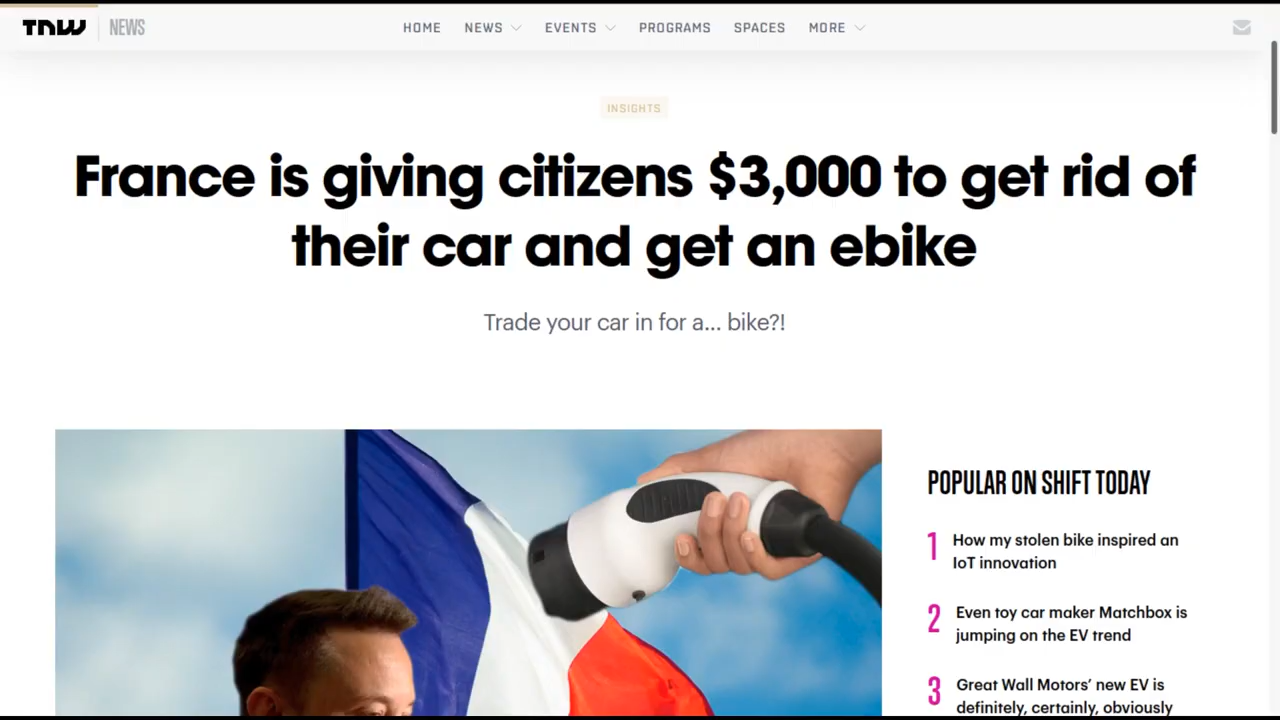 TNW NEWS
HOME NEWS EVENTS PROGRAMS SPACES MORE
INSIGHTS
France is giving citizens $3,000 to get rid of
their car and get an ebike
Trade your car in for a... bike?!
POPULAR ON SHIFT TODAY
1 How my stolen bike inspired an
IoT innovation
2 Even toy car maker Matchbox is
jumping on the EV trend
3 Great Wall Motors’ new EV is
definitely, certainly, obviously